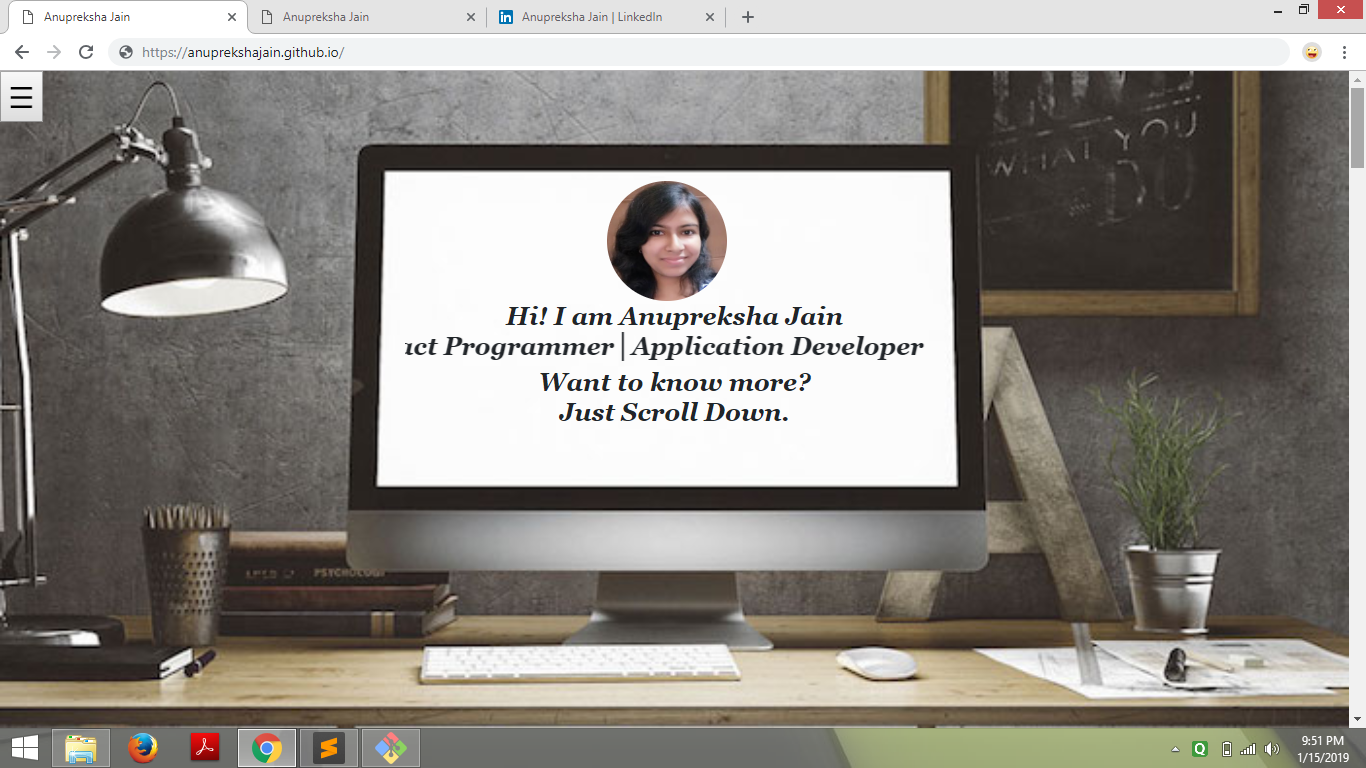 Anupreksha Jain
Anupreksha Jain
Anupreksha Jain | LinkedIn
https://anuprekshajain.github.io/
WHAT YOU
DO
Hi! I am Anupreksha Jain
ıct Programmer|Application Developer
Want to know more?
Just Scroll Down.
PSYCHOLOGY
9:51 PM
1/15/2019